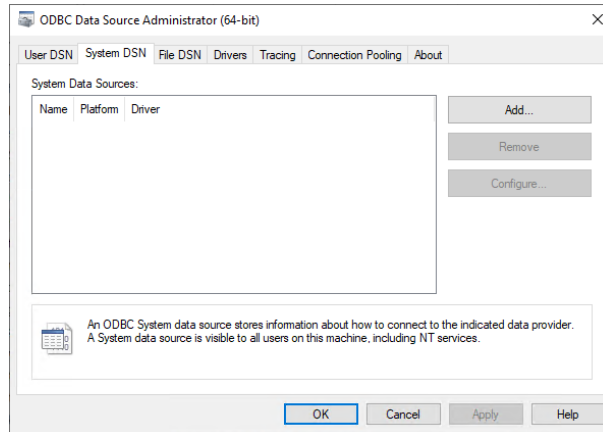 ODBC Data Source Administrator (64-bit)
User DSN System DSN File DSN Drivers Tracing Connection Pooling About
System Data Sources:
Name Platform Driver
Add...
Remove
Configure...
An ODBC System data source stores information about how to connect to the indicated data provider.
A System data source is visible to all users on this machine, including NT services.
OK Cancel Apply Help